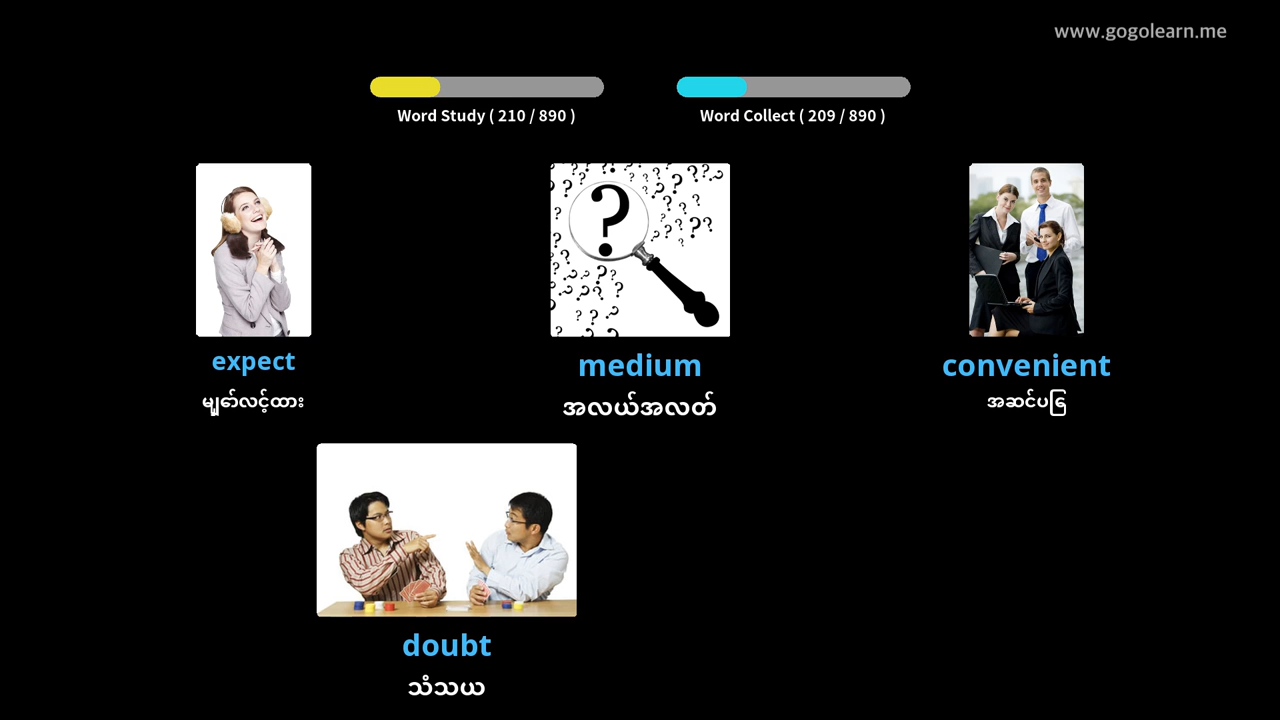 www.gogolearn.me
Word Study ( 210 / 890 )
Word Collect ( 209 / 890 )
expect
medium
convenient
မျှော်လင့်ထား
အလယ်အလတ်
အဆင်ပြေ
doubt
သံသယ